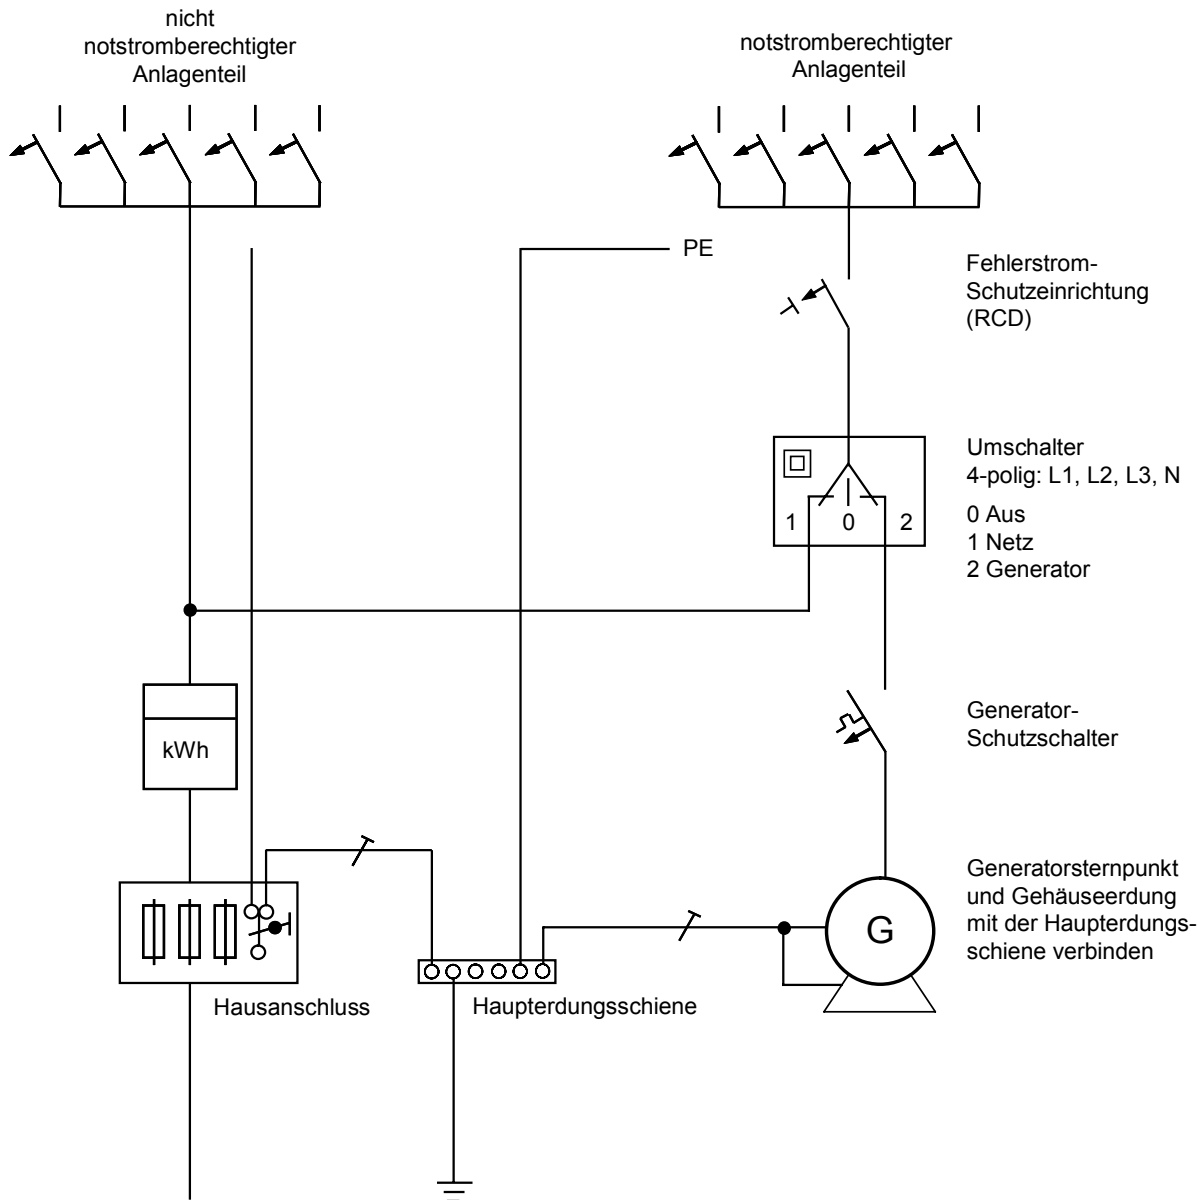 nicht
notstromberechtigter
Anlagenteil
notstromberechtigter
Anlagenteil
PE
Fehlerstrom-
Schutzeinrichtung
(RCD)
Umschalter
4-polig: L1, L2, L3, N
0 Aus
1 Netz
2 Generator
1 0 2
kWh
Generator-
Schutzschalter
Generatorsternpunkt
und Gehäuseerdung
mit der Haupterdungs-
schiene verbinden
G
Hausanschluss
Haupterdungsschiene